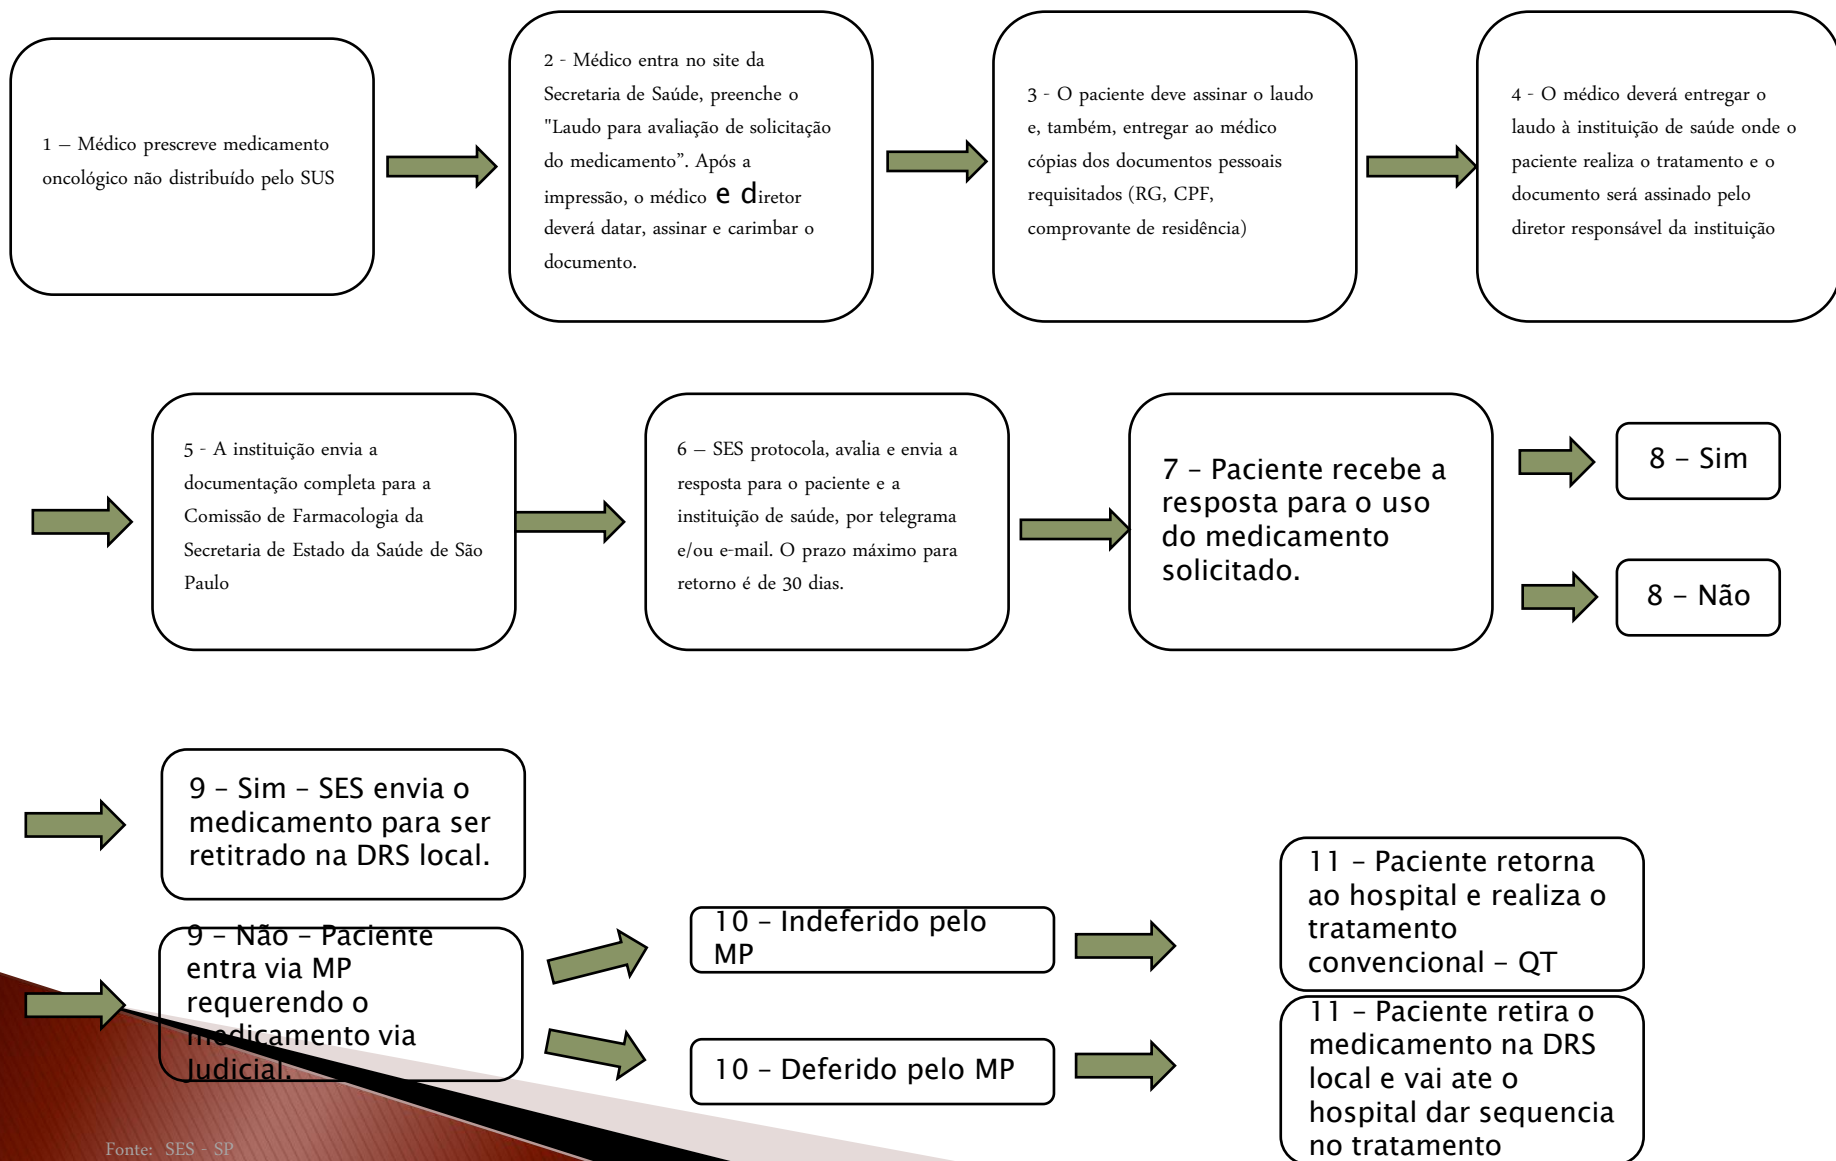 1 – Médico prescreve medicamento
oncológico não distribuído pelo SUS
2 - Médico entra no site da
Secretaria de Saúde, preenche o
"Laudo para avaliação de solicitação
do medicamento”. Após a
impressão, o médico e diretor
deverá datar, assinar e carimbar o
documento.
3 - O paciente deve assinar o laudo
e, também, entregar ao médico
cópias dos documentos pessoais
requisitados (RG, CPF,
comprovante de residência)
4 - O médico deverá entregar o
laudo à instituição de saúde onde o
paciente realiza o tratamento e o
documento será assinado pelo
diretor responsável da instituição
5 - A instituição envia a
documentação completa para a
Comissão de Farmacologia da
Secretaria de Estado da Saúde de São
Paulo
6 – SES protocola, avalia e envia a
resposta para o paciente e a
instituição de saúde, por telegrama
e/ou e-mail. O prazo máximo para
retorno é de 30 dias.
7 – Paciente recebe a
resposta para o uso
do medicamento
solicitado.
8 – Sim
8 – Não
9 – Sim – SES envia o
medicamento para ser
retitrado na DRS local.
9 – Não – Paciente
entra via MP
requerendo o
medicamento via
Judicial.
10 – Indeferido pelo
MP
10 – Deferido pelo MP
11 – Paciente retorna
ao hospital e realiza o
tratamento
convencional – QT
11 – Paciente retira o
medicamento na DRS
local e vai ate o
hospital dar sequencia
no tratamento
Fonte: SES - SP